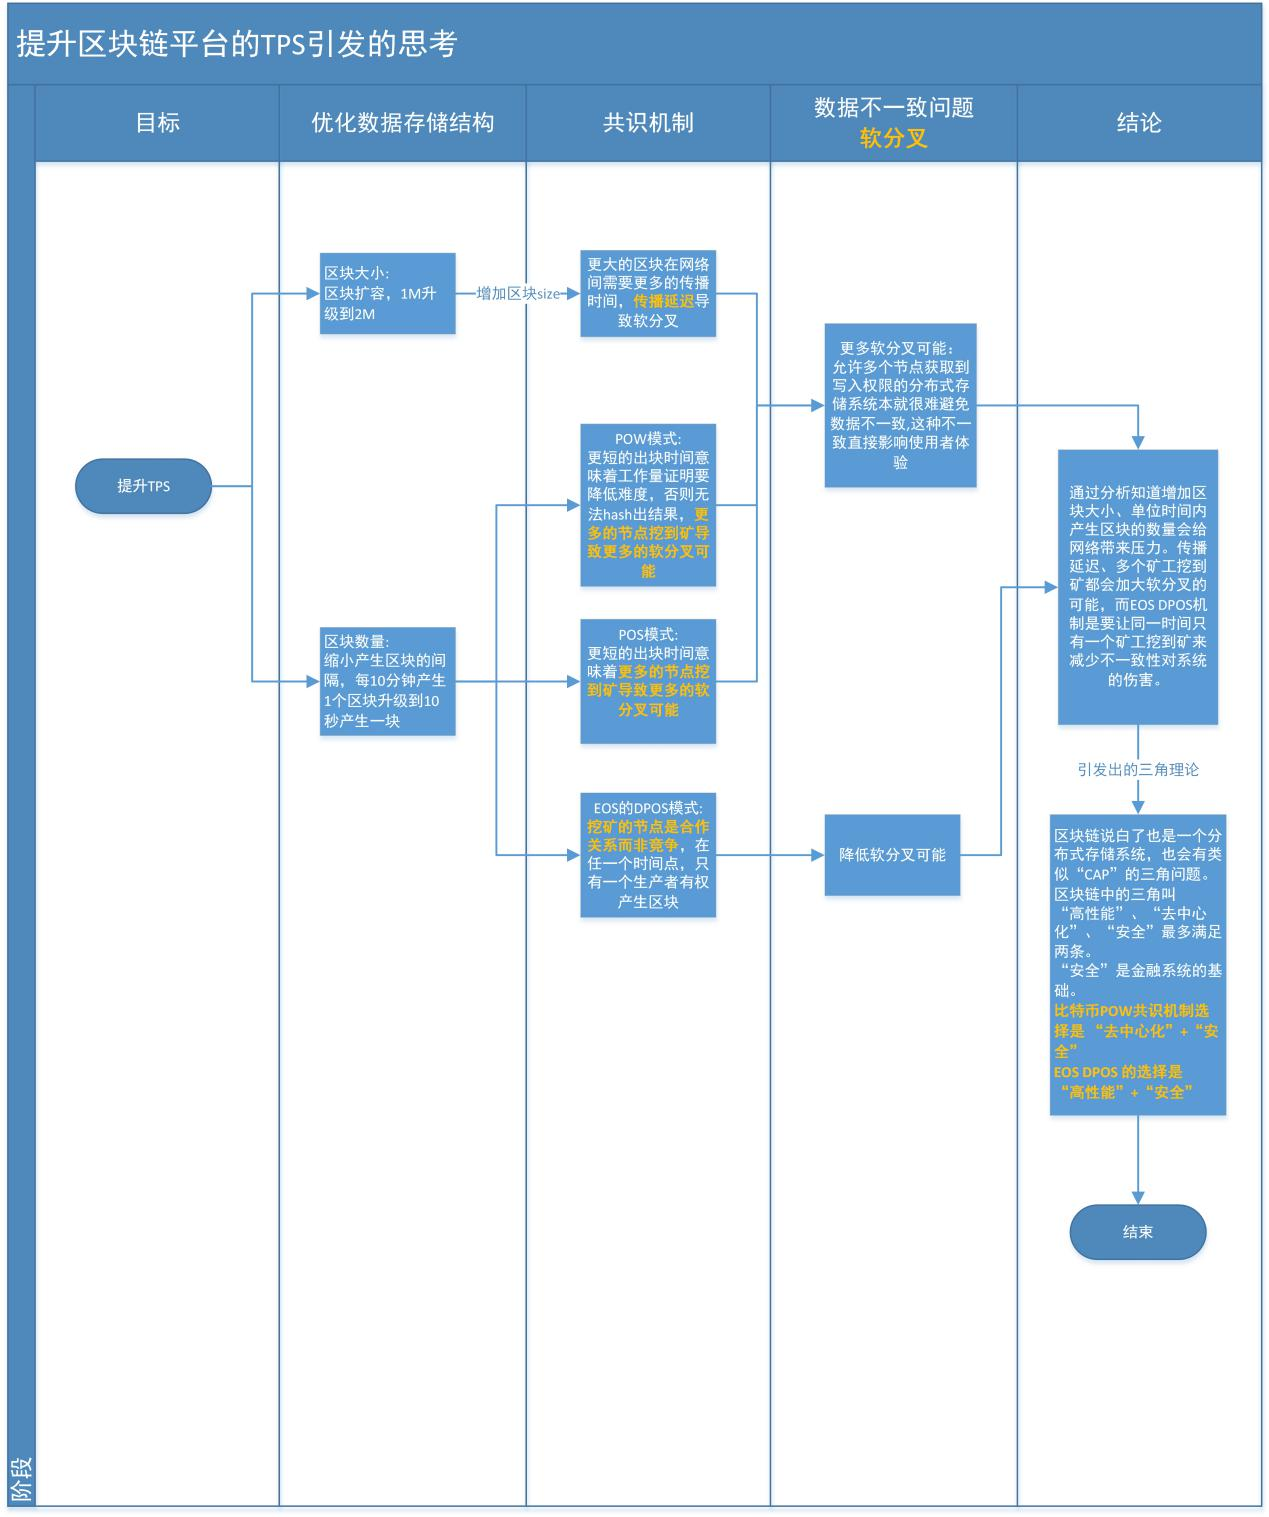 提升区块链平台的TPS引发的思考
目标
优化数据存储结构
共识机制
数据不一致问题
软分叉
结论
阶段
提升TPS
区块大小:
区块扩容，1M升
级到2M
增加区块size
区块数量:
缩小产生区块的间
隔，每10分钟产生
1个区块升级到10
秒产生一块
更大的区块在网络
间需要更多的传播
时间，传播延迟导
致软分叉
POW模式:
更短的出块时间意
味着工作量证明要
降低难度，否则无
法hash出结果，更
多的节点挖到矿导
致更多的软分叉可
能
POS模式:
更短的出块时间意
味着更多的节点挖
到矿导致更多的软
分叉可能
EOS的DPOS模式:
挖矿的节点是合作
关系而非竞争，在
任一个时间点，只
有一个生产者有权
产生区块
更多软分叉可能：
允许多个节点获取到
写入权限的分布式存
储系统本就很难避免
数据不一致,这种不一
致直接影响使用者体
验
降低软分叉可能
通过分析知道增加区
块大小、单位时间内
产生区块的数量会给
网络带来压力。传播
延迟、多个矿工挖到
矿都会加大软分叉的
可能，而EOS DPOS机
制是要让同一时间只
有一个矿工挖到矿来
减少不一致性对系统
的伤害。
引发出的三角理论
区块链说白了也是一个分
布式存储系统，也会有类
似“CAP”的三角问题。
区块链中的三角叫
“高性能”、“去中心
化”、“安全”最多满足
两条。
“安全”是金融系统的基
础。
比特币POW共识机制选
择是 “去中心化”+“安
全”
EOS DPOS 的选择是
“高性能”+“安全”
结束